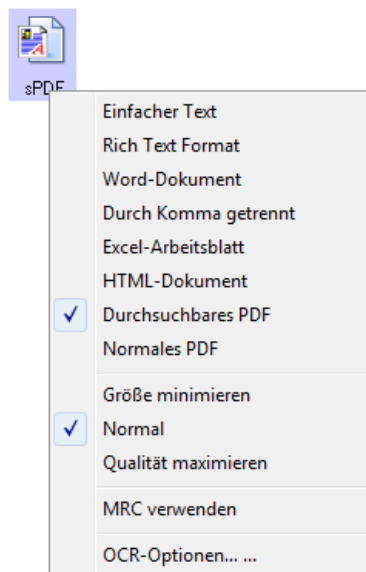 sPDF
Einfacher Text
Rich Text Format
Word-Dokument
Durch Komma getrennt
Excel-Arbeitsblatt
HTML-Dokument
Durchsuchbares PDF
Normales PDF
Größe minimieren
Normal
Qualität maximieren
MRC verwenden
OCR-Optionen... ...